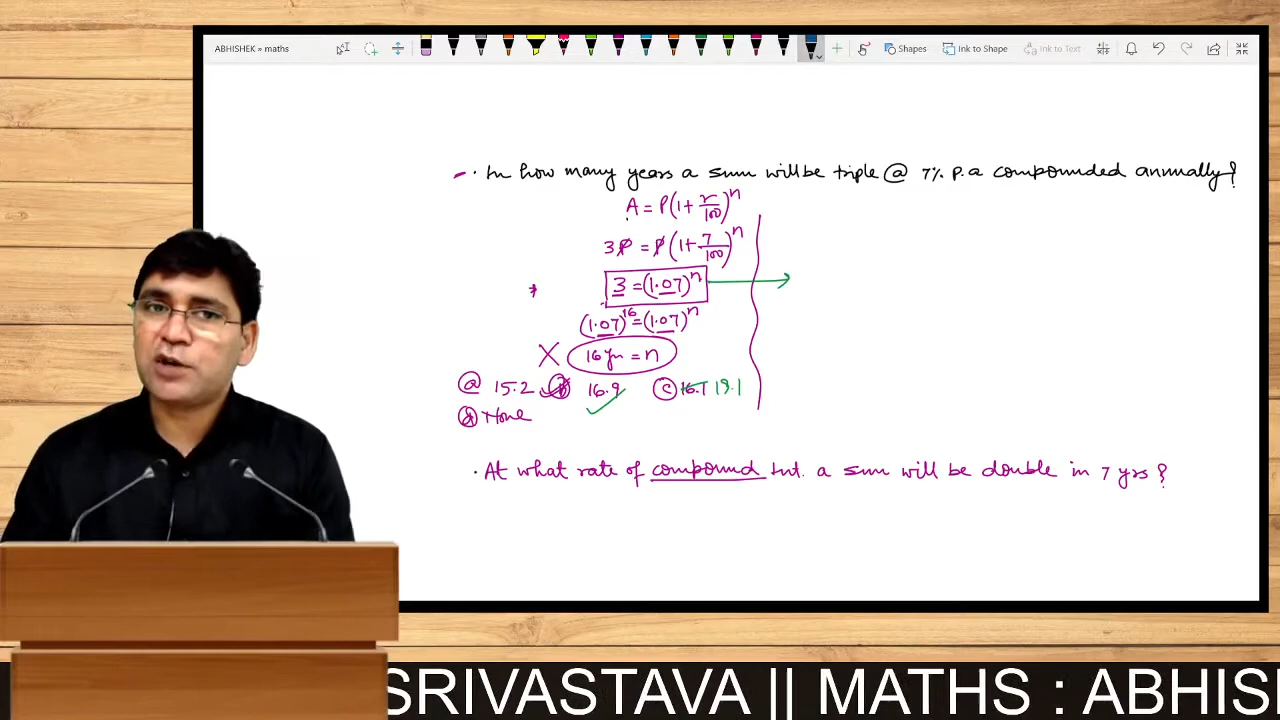 ABHISHEK » maths
Shapes
Ink to Shape
Ink to Text
· In how many years a sum will be triple @ 7% p.a compounded annually?
A = P(1+r/100)^n
3P = P(1+7/100)^n
3 = (1.07)^n
(1.07)^16 = (1.07)^n
X 16 yrs = n
(a) 15.2 16.9 (c) 16.1 19.1
(d) None
· At what rate of compound Int. a sum will be double in 7 yrs?
SRIVASTAVA || MATHS : ABHIS